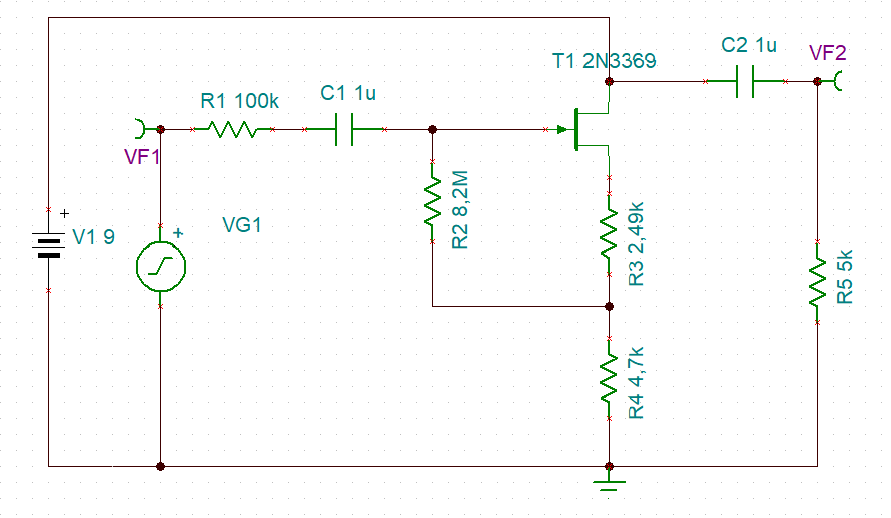 T1 2N3369
C2 1u
VF2
R1 100k
C1 1u
VF1
R2 8,2M
R3 2,49k
VG1
+
+
V1 9
R5 5k
R4 4,7k